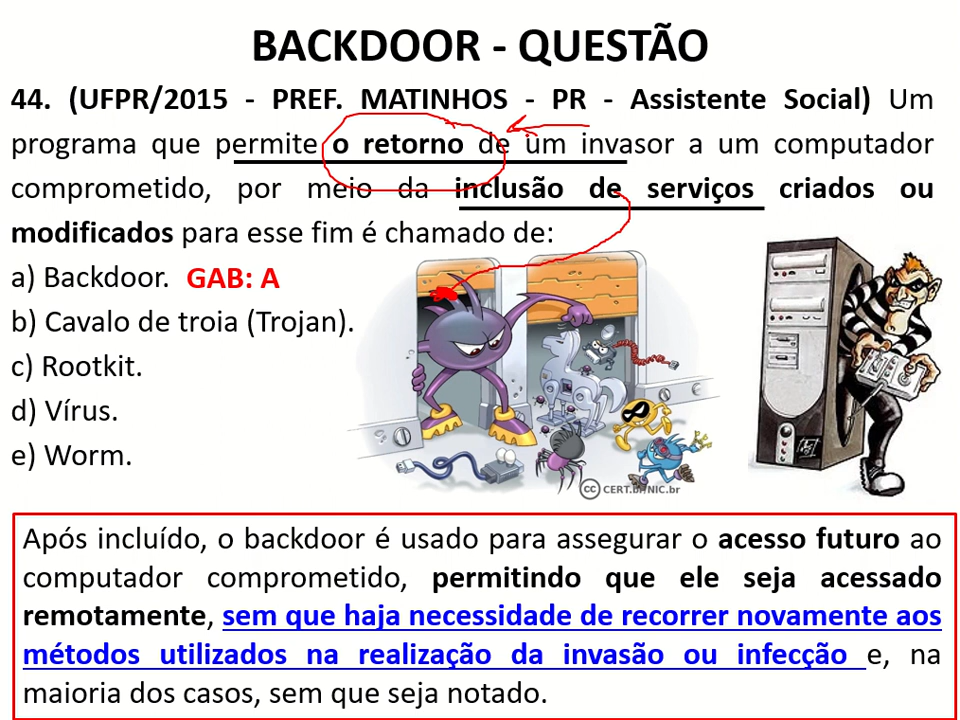 BACKDOOR - QUESTÃO
44. (UFPR/2015 - PREF. MATINHOS - PR - Assistente Social) Um
programa que permite o retorno de um invasor a um computador
comprometido, por meio da inclusão de serviços criados ou
modificados para esse fim é chamado de:
a) Backdoor. GAB: A
b) Cavalo de troia (Trojan).
c) Rootkit.
d) Vírus.
e) Worm.
cc CERT.br/NIC.br
Após incluído, o backdoor é usado para assegurar o acesso futuro ao
computador comprometido, permitindo que ele seja acessado
remotamente, sem que haja necessidade de recorrer novamente aos
métodos utilizados na realização da invasão ou infecção e, na
maioria dos casos, sem que seja notado.